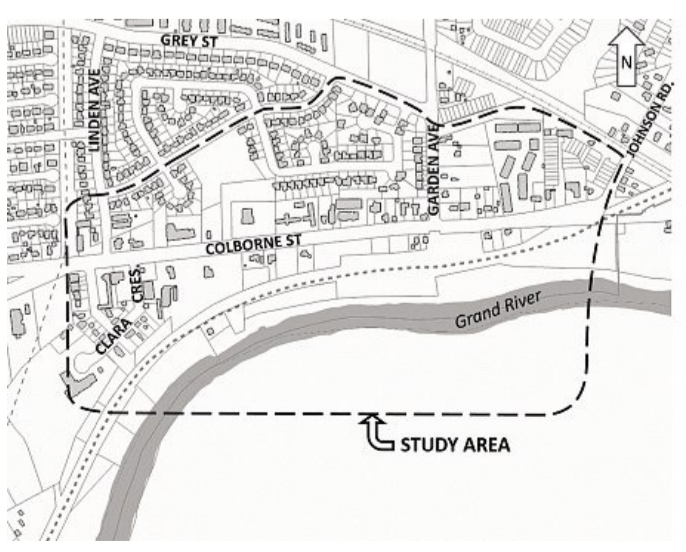 GREY ST
N
LINDEN AVE
JOHNSON RD.
GARDEN AVE
COLBORNE ST
CLARA CRES.
Grand River
STUDY AREA